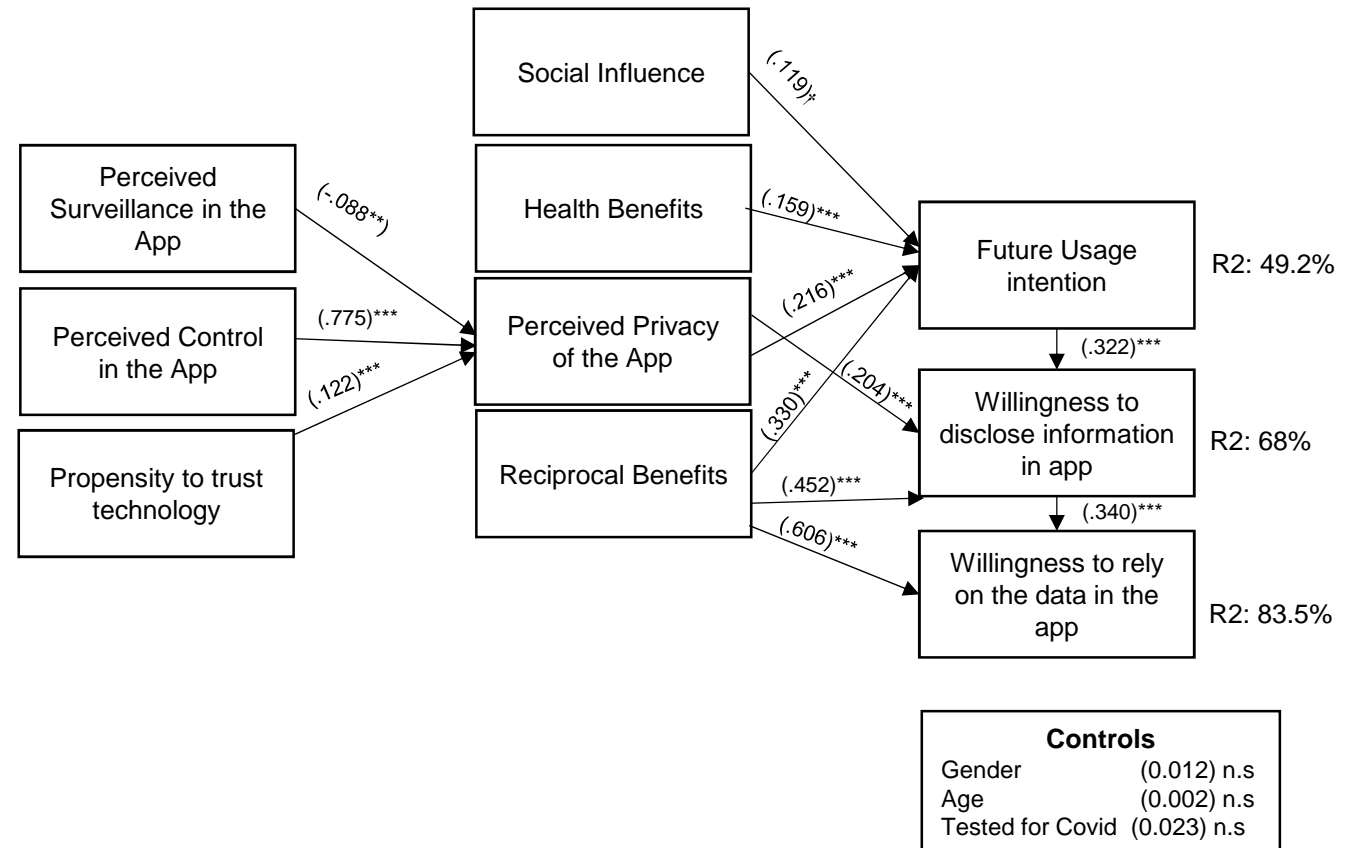 Social Influence
(.119)†
Perceived
Surveillance in the
App
(-.088**)
Health Benefits
(.159)***
Future Usage
intention
R2: 49.2%
Perceived Control
in the App
(.775)***
Perceived Privacy
of the App
(.216)***
(.322)***
(.122)***
(.204)***
(.330)***
Willingness to
disclose information
in app
R2: 68%
Propensity to trust
technology
Reciprocal Benefits
(.452)***
(.340)***
(.606)***
Willingness to rely
on the data in the
app
R2: 83.5%
Controls
Gender (0.012) n.s
Age (0.002) n.s
Tested for Covid (0.023) n.s